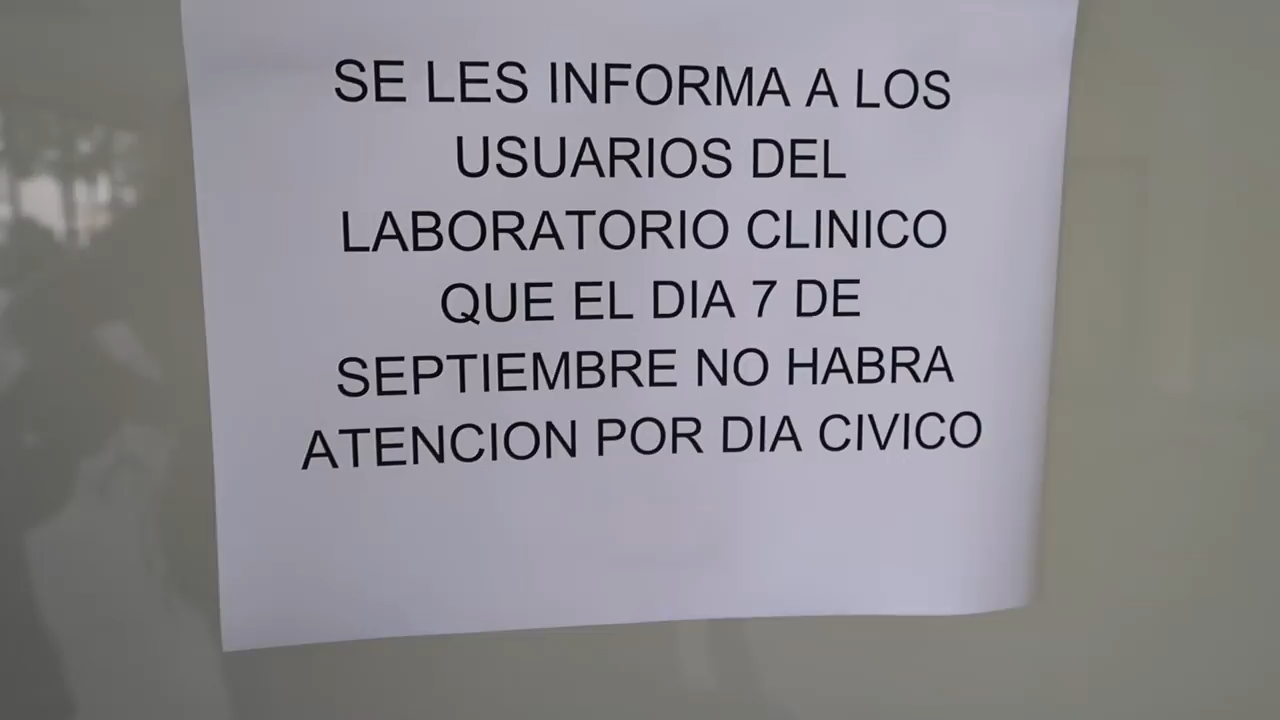 SE LES INFORMA A LOS
USUARIOS DEL
LABORATORIO CLINICO
QUE EL DIA 7 DE
SEPTIEMBRE NO HABRA
ATENCION POR DIA CIVICO